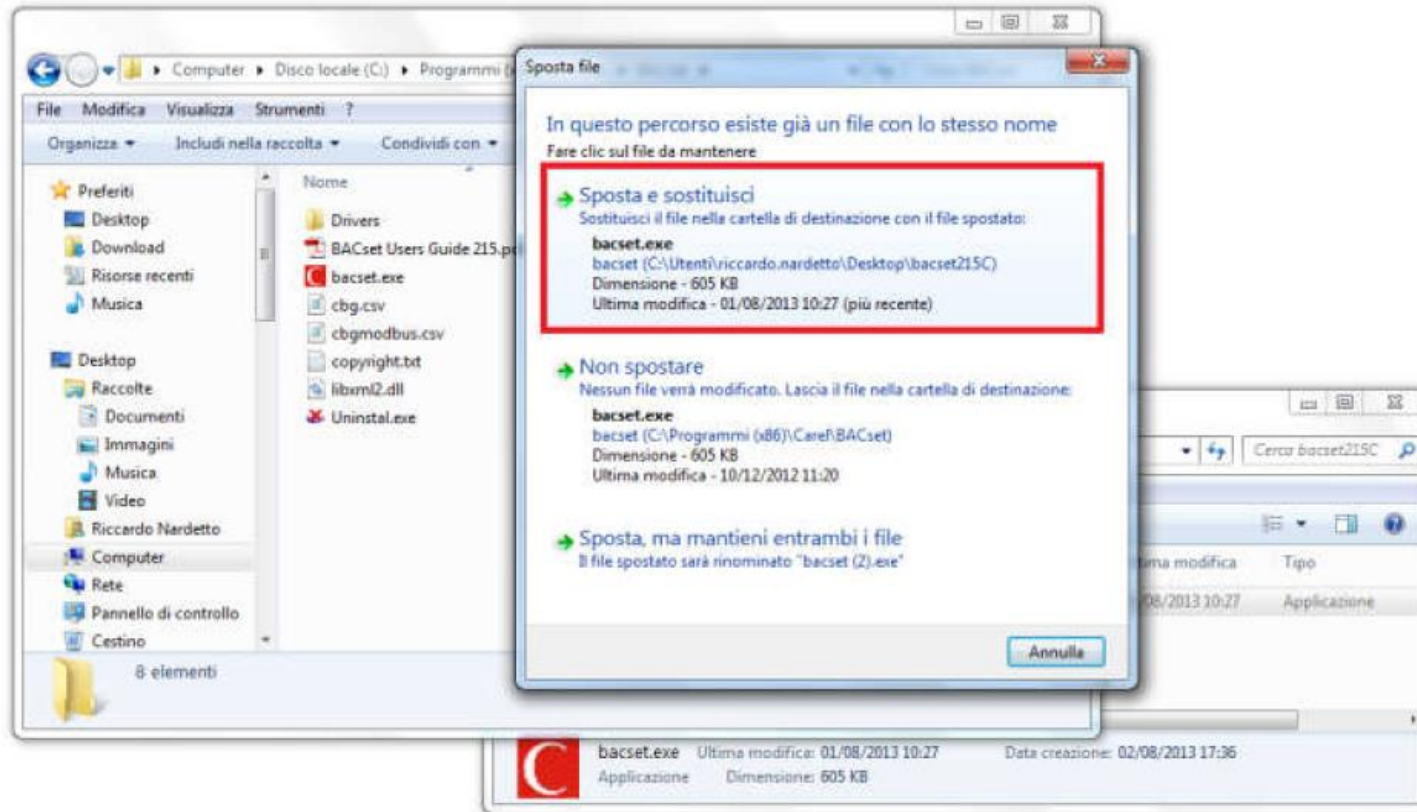 Computer ▸ Disco locale (C:) ▸ Programmi
File Modifica Visualizza Strumenti ?
Organizza Includi nella raccolta Condividi con
Preferiti
Desktop
Download
Risorse recenti
Musica
Desktop
Raccolte
Documenti
Immagini
Musica
Video
Riccardo Nardetto
Computer
Rete
Pannello di controllo
Cestino
Nome
Drivers
BACset Users Guide 215.p
bacset.exe
cbg.csv
cbgmodbus.csv
copyright.txt
libxml2.dll
Uninstal.exe
8 elementi
Sposta file
In questo percorso esiste già un file con lo stesso nome
Fare clic sul file da mantenere
Sposta e sostituisci
Sostituisci il file nella cartella di destinazione con il file spostato:
bacset.exe
bacset (C:\Utenti\riccardo.nardetto\Desktop\bacset215C)
Dimensione - 605 KB
Ultima modifica - 01/08/2013 10:27 (più recente)
Non spostare
Nessun file verrà modificato. Lascia il file nella cartella di destinazione:
bacset.exe
bacset (C:\Programmi (x86)\Carel\BACset)
Dimensione - 605 KB
Ultima modifica - 10/12/2012 11:20
Sposta, ma mantieni entrambi i file
Il file spostato sarà rinominato "bacset (2).exe"
Annulla
Cerca bacset215C
modifica Tipo
08/2013 10:27 Applicazione
bacset.exe Ultima modifica: 01/08/2013 10:27 Data creazione: 02/08/2013 17:36
Applicazione Dimensione: 605 KB